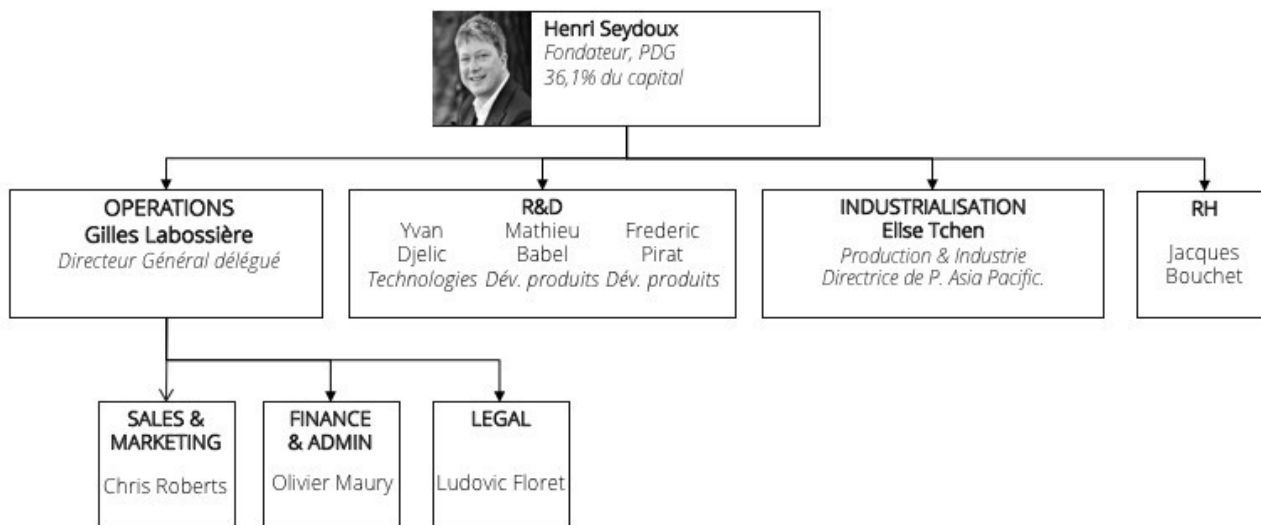 Henri Seydoux
Fondateur, PDG
36,1% du capital
OPERATIONS
Gilles Labossière
Directeur Général délégué
R&D
Yvan Djelic
Technologies
Mathieu Babel
Dév. produits
Frederic Pirat
Dév. produits
INDUSTRIALISATION
Elise Tchen
Production & Industrie
Directrice de P. Asia Pacific.
RH
Jacques
Bouchet
SALES &
MARKETING
Chris Roberts
FINANCE
& ADMIN
Olivier Maury
LEGAL
Ludovic Floret